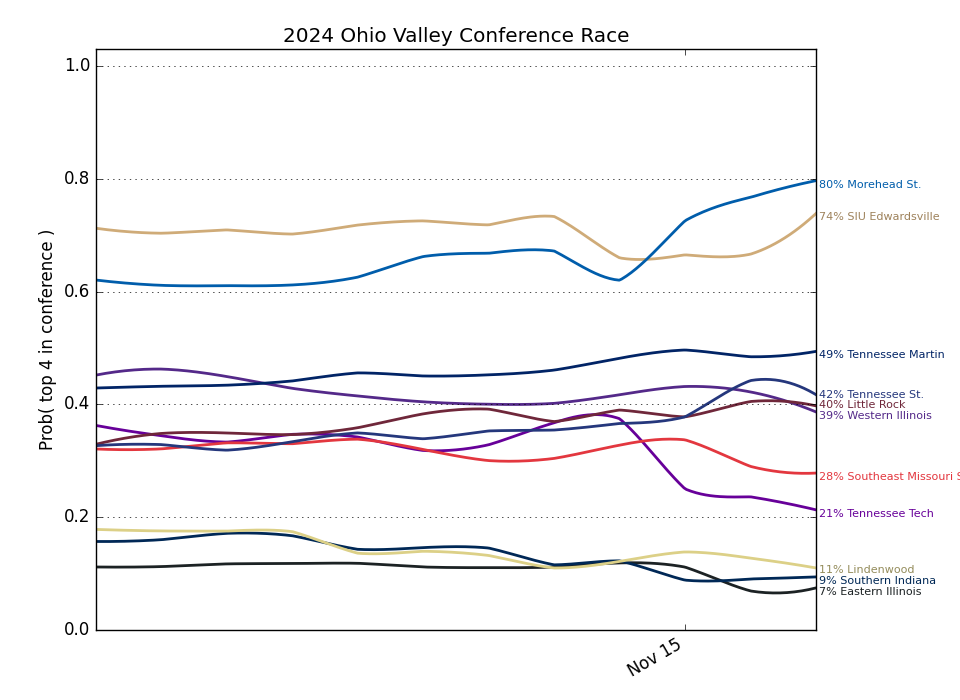 2024 Ohio Valley Conference Race
Prob( top 4 in conference )
1.0
0.8
0.6
0.4
0.2
0.0
Nov 15
80% Morehead St.
74% SIU Edwardsville
49% Tennessee Martin
42% Tennessee St.
40% Little Rock
39% Western Illinois
28% Southeast Missouri S
21% Tennessee Tech
11% Lindenwood
9% Southern Indiana
7% Eastern Illinois